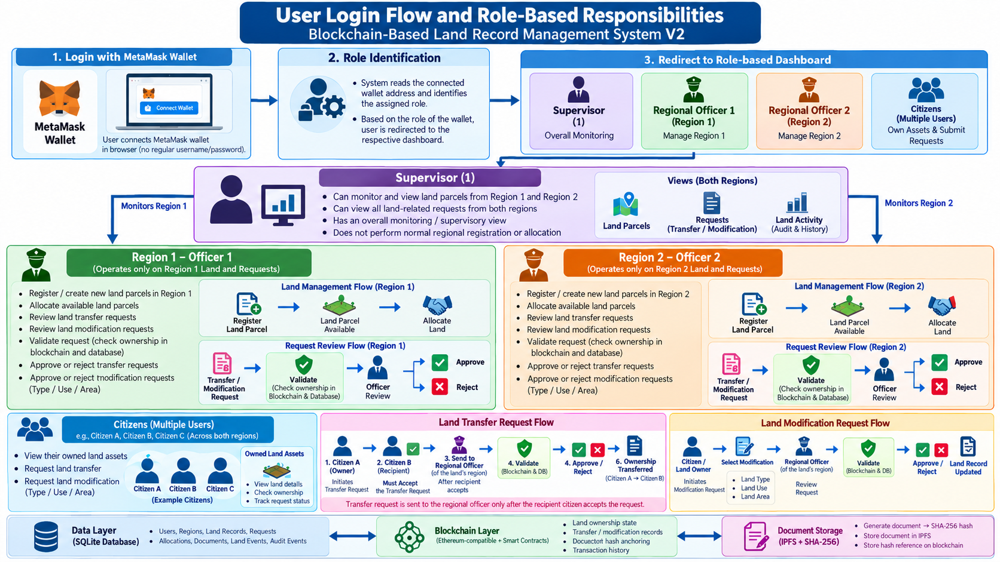 User Login Flow and Role-Based Responsibilities
Blockchain-Based Land Record Management System V2
1. Login with MetaMask Wallet
MetaMask
Wallet
Connect Wallet
User connects MetaMask wallet
in browser (no regular username/password).
2. Role Identification
• System reads the connected
wallet address and identifies
the assigned role.
• Based on the role of the wallet,
user is redirected to the
respective dashboard.
3. Redirect to Role-based Dashboard
Supervisor
(1)
Overall Monitoring
Regional Officer 1
(Region 1)
Manage Region 1
Regional Officer 2
(Region 2)
Manage Region 2
Citizens
(Multiple Users)
Own Assets & Submit
Requests
Supervisor (1)
• Can monitor and view land parcels from Region 1 and Region 2
• Can view all land-related requests from both regions
• Has an overall monitoring / supervisory view
• Does not perform normal regional registration or allocation
Views (Both Regions)
Land Parcels
Requests
(Transfer / Modification)
Land Activity
(Audit & History)
Monitors Region 1
Monitors Region 2
Region 1 – Officer 1
(Operates only on Region 1 Land and Requests)
• Register / create new land parcels in Region 1
• Allocate available land parcels
• Review land transfer requests
• Review land modification requests
• Validate request (check ownership in
blockchain and database)
• Approve or reject transfer requests
• Approve or reject modification requests
(Type / Use / Area)
Land Management Flow (Region 1)
Register
Land Parcel
Land Parcel
Available
Allocate
Land
Request Review Flow (Region 1)
Transfer /
Modification
Request
Validate
(Check ownership in
Blockchain & Database)
Officer
Review
Approve
Reject
Region 2 – Officer 2
(Operates only on Region 2 Land and Requests)
• Register / create new land parcels in Region 2
• Allocate available land parcels
• Review land transfer requests
• Review land modification requests
• Validate request (check ownership in
blockchain and database)
• Approve or reject transfer requests
• Approve or reject modification requests
(Type / Use / Area)
Land Management Flow (Region 2)
Register
Land Parcel
Land Parcel
Available
Allocate
Land
Request Review Flow (Region 2)
Transfer /
Modification
Request
Validate
(Check ownership in
Blockchain & Database)
Officer
Review
Approve
Reject
Citizens (Multiple Users)
e.g., Citizen A, Citizen B, Citizen C (Across both regions)
• View their owned land assets
• Request land transfer
• Request land modification
(Type / Use / Area)
Citizen A
Citizen B
Citizen C
(Example Citizens)
Owned Land Assets
• View land details
• Check ownership
• Track request status
Land Transfer Request Flow
1. Citizen A
(Owner)
Initiates
Transfer Request
2. Citizen B
(Recipient)
Must Accept
the Transfer Request
3. Send to
Regional Officer
(of the land's region)
After recipient
accepts
4. Validate
(Blockchain & DB)
4. Approve /
Reject
6. Ownership
Transferred
(Citizen A → Citizen B)
Transfer request is sent to the regional officer only after the recipient citizen accepts the request.
Land Modification Request Flow
Citizen /
Land Owner
Initiates
Modification Request
Select Modification
• Land Type
• Land Use
• Land Area
Regional Officer
(of the land's region)
Review
Request
Validate
(Blockchain & DB)
Approve /
Reject
Land Record
Updated
Data Layer
(SQLite Database)
• Users, Regions, Land Records, Requests
• Allocations, Documents, Land Events, Audit Events
Blockchain Layer
(Ethereum-compatible + Smart Contracts)
• Land ownership state
• Transfer / modification records
• hash anchoring
• Transaction history
Document Storage
(IPFS + SHA-256)
• Generate document → SHA-256 hash
• Store document in IPFS
• Store hash reference on blockchain